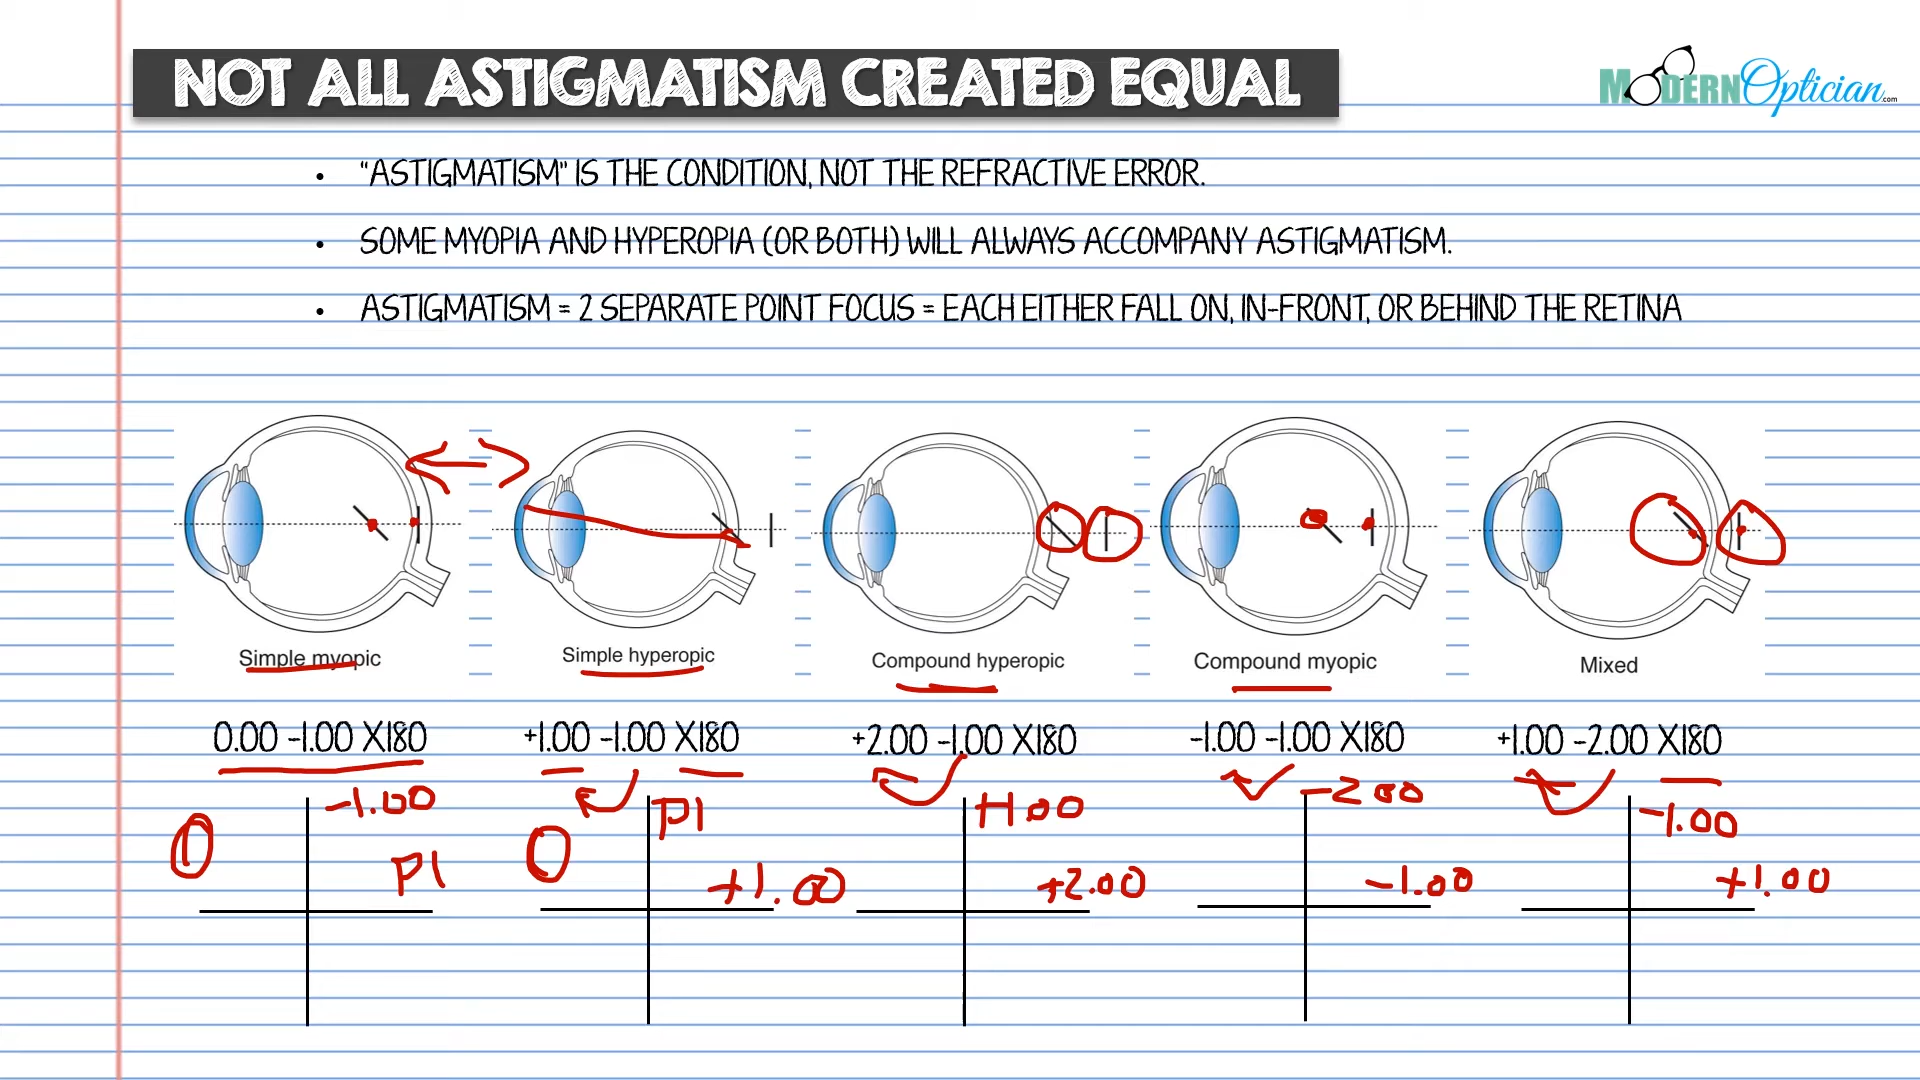 NOT ALL ASTIGMATISM CREATED EQUAL
MODERN Optician.com
• "ASTIGMATISM" IS THE CONDITION, NOT THE REFRACTIVE ERROR.
• SOME MYOPIA AND HYPEROPIA (OR BOTH) WILL ALWAYS ACCOMPANY ASTIGMATISM.
• ASTIGMATISM = 2 SEPARATE POINT FOCUS = EACH EITHER FALL ON, IN-FRONT, OR BEHIND THE RETINA
Simple myopic
Simple hyperopic
Compound hyperopic
Compound myopic
Mixed
0.00 -1.00 X180
+1.00 -1.00 X180
+2.00 -1.00 X180
-1.00 -1.00 X180
+1.00 -2.00 X180
-1.00
Pl
+1.00
-2.00
-1.00
0
Pl
0
+1.00
+2.00
-1.00
+1.00